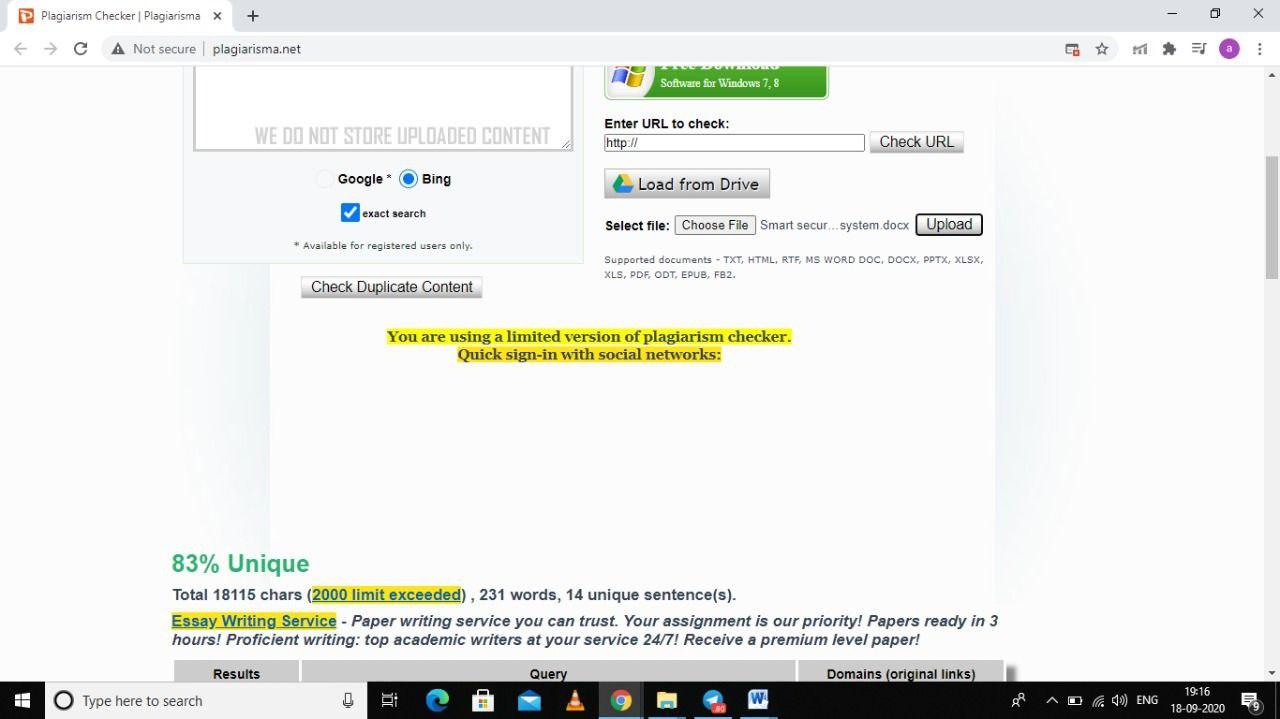 Plagiarism Checker | Plagiarisma
Not secure | plagiarisma.net
a
Free Download
Software for Windows 7, 8
WE DO NOT STORE UPLOADED CONTENT
Enter URL to check:
http://
Check URL
Google * Bing
Load from Drive
exact search
Select file: Choose File Smart secur...system.docx Upload
* Available for registered users only.
Supported documents - TXT, HTML, RTF, MS WORD DOC, DOCX, PPTX, XLSX,
XLS, PDF, ODT, EPUB, FB2.
Check Duplicate Content
You are using a limited version of plagiarism checker.
Quick sign-in with social networks:
83% Unique
Total 18115 chars (2000 limit exceeded) , 231 words, 14 unique sentence(s).
Essay Writing Service - Paper writing service you can trust. Your assignment is our priority! Papers ready in 3
hours! Proficient writing: top academic writers at your service 24/7! Receive a premium level paper!
Results Query Domains (original links)
Type here to search
ENG
19:16
18-09-2020
9